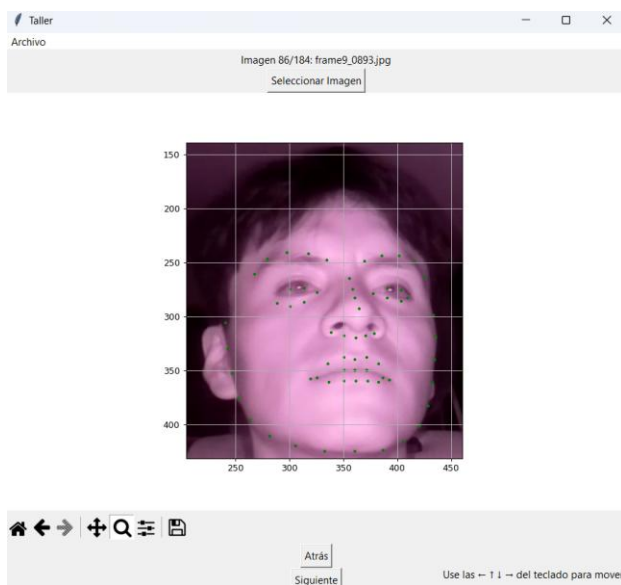 Taller
Archivo
Imagen 86/184: frame9_0893.jpg
Seleccionar Imagen
150
200
250
300
350
400
250 300 350 400 450
Atrás
Siguiente
Use las ← ↑ ↓ → del teclado para mover